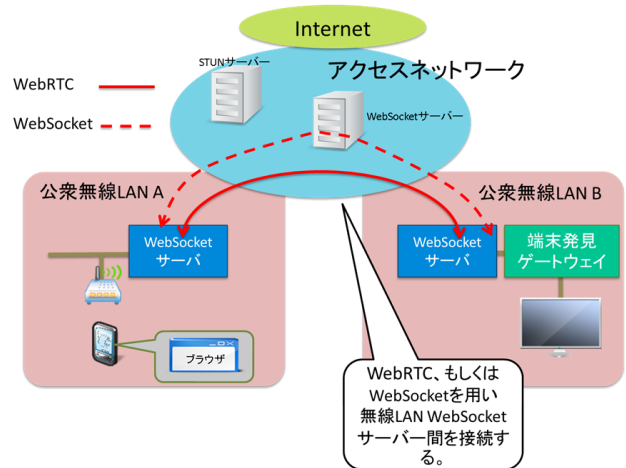 Internet
STUNサーバー
アクセスネットワーク
WebRTC
WebSocketサーバー
WebSocket
公衆無線LAN A
公衆無線LAN B
WebSocket
サーバ
WebSocket
サーバ
端末発見
ゲートウェイ
ブラウザ
WebRTC、もしくは
WebSocketを用い
無線LAN WebSocket
サーバー間を接続す
る。